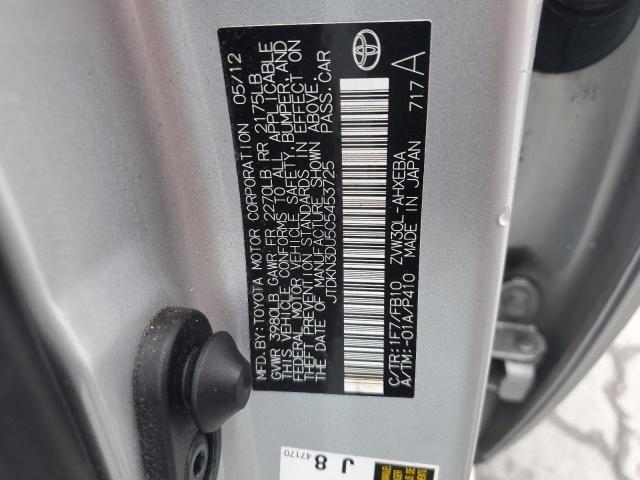 MFD.BY:TOYOTA MOTOR CORPORATION 05/12
GVWR 3980LB GAWR FR 2270LB RR 2175LB
THIS VEHICLE CONFORMS TO ALL APPLICABLE
FEDERAL MOTOR VEHICLE SAFETY, BUMPER, AND
THEFT PREVENTION STANDARDS IN EFFECT ON
THE DATE OF MANUFACTURE SHOWN ABOVE.
JTDKN3DU5C5453725 PASS.CAR
C/TR:1F7/FB10 ZVW30L-AHXEBA
A/TM:-01A/P410 MADE IN JAPAN 717 A
J 8
47170